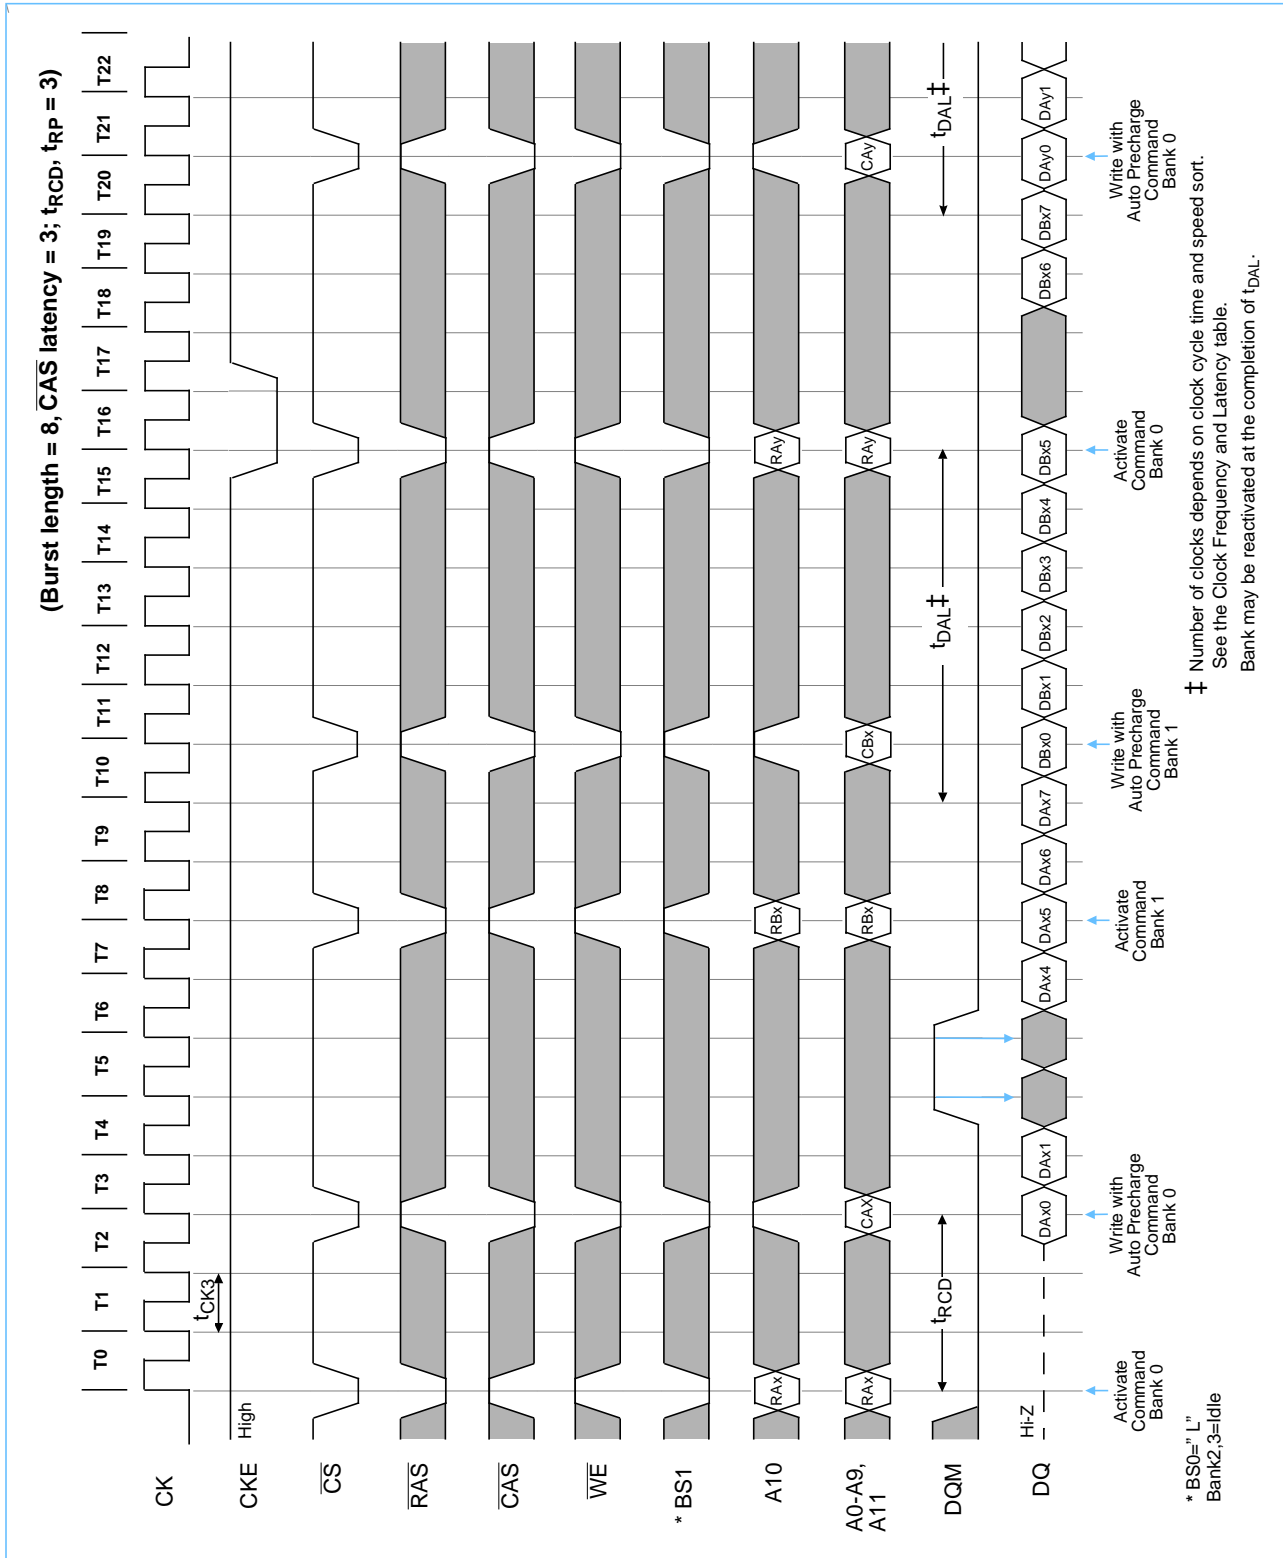 (Burst length = 8, CAS latency = 3; tRCD, tRP = 3)
T0 T1 T2 T3 T4 T5 T6 T7 T8 T9 T10 T11 T12 T13 T14 T15 T16 T17 T18 T19 T20 T21 T22
CK
tCK3
CKE
High
CS
RAS
CAS
WE
* BS1
A10
RAx RBx RAy
A0-A9,
A11
RAx CAX RBx CBx RAy CAy
DQM
tRCD tDAL‡ tDAL‡
DQ
Hi-Z
DAx0 DAx1 DAx4 DAx5 DAx6 DAx7 DBx0 DBx1 DBx2 DBx3 DBx4 DBx5 DBx6 DBx7 DAy0 DAy1
Activate
Command
Bank 0
Write with
Auto Precharge
Command
Bank 0
Activate
Command
Bank 1
Write with
Auto Precharge
Command
Bank 1
Activate
Command
Bank 0
Write with
Auto Precharge
Command
Bank 0
* BS0=” L”
Bank2,3=Idle
‡ Number of clocks depends on clock cycle time and speed sort.
See the Clock Frequency and Latency table.
Bank may be reactivated at the completion of tDAL.